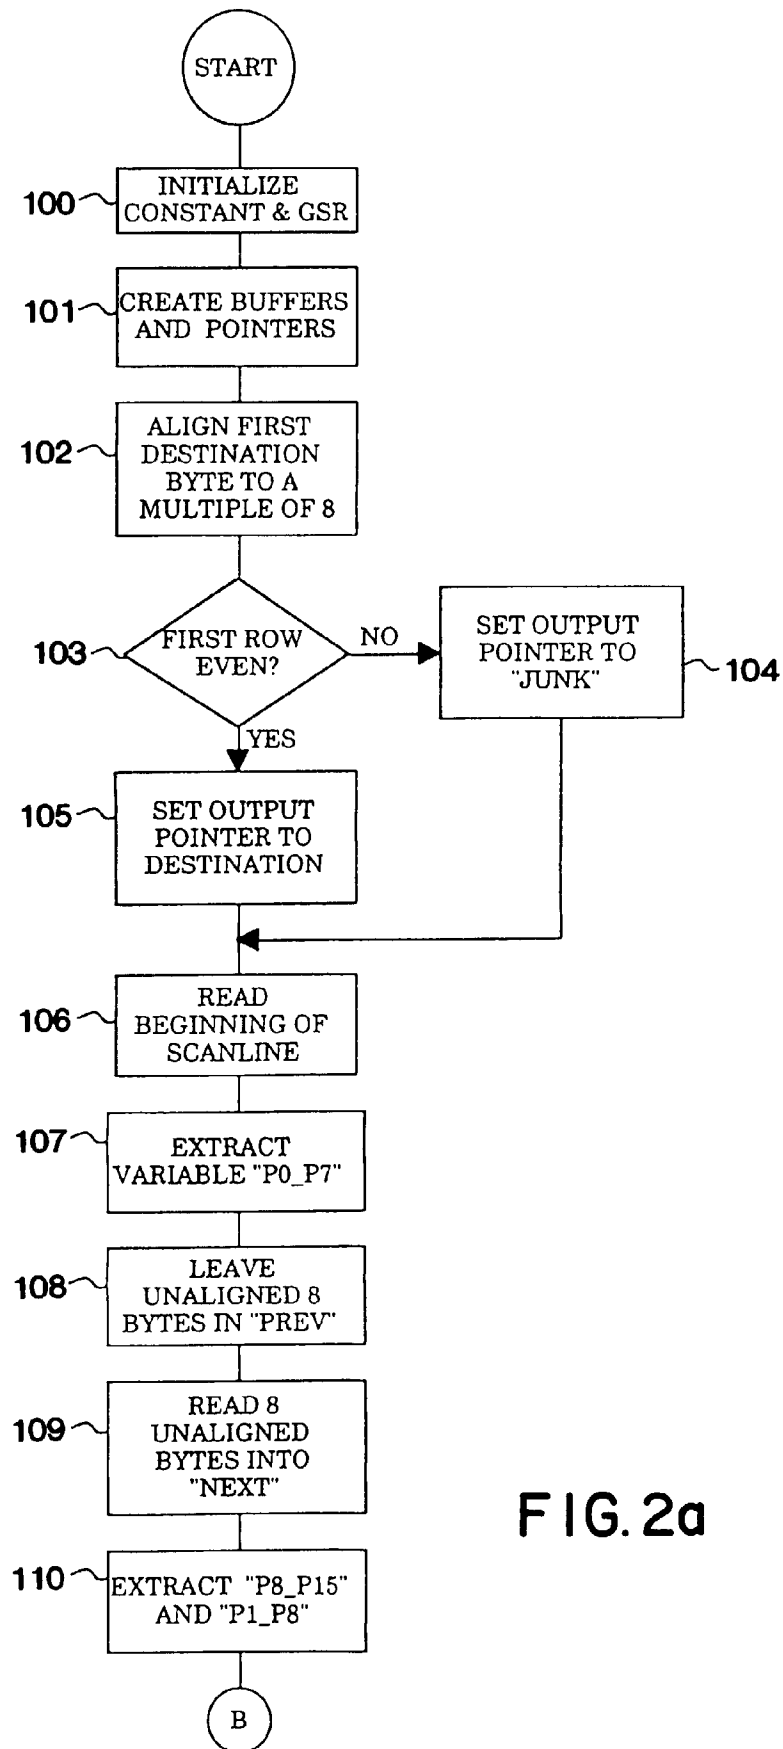 START
100
INITIALIZE
CONSTANT & GSR
101
CREATE BUFFERS
AND POINTERS
102
ALIGN FIRST
DESTINATION
BYTE TO A
MULTIPLE OF 8
103
FIRST ROW
EVEN?
NO
SET OUTPUT
POINTER TO
"JUNK"
104
YES
105
SET OUTPUT
POINTER TO
DESTINATION
106
READ
BEGINNING OF
SCANLINE
107
EXTRACT
VARIABLE "P0_P7"
108
LEAVE
UNALIGNED 8
BYTES IN "PREV"
109
READ 8
UNALIGNED
BYTES INTO
"NEXT"
FIG. 2a
110
EXTRACT "P8_P15"
AND "P1_P8"
B